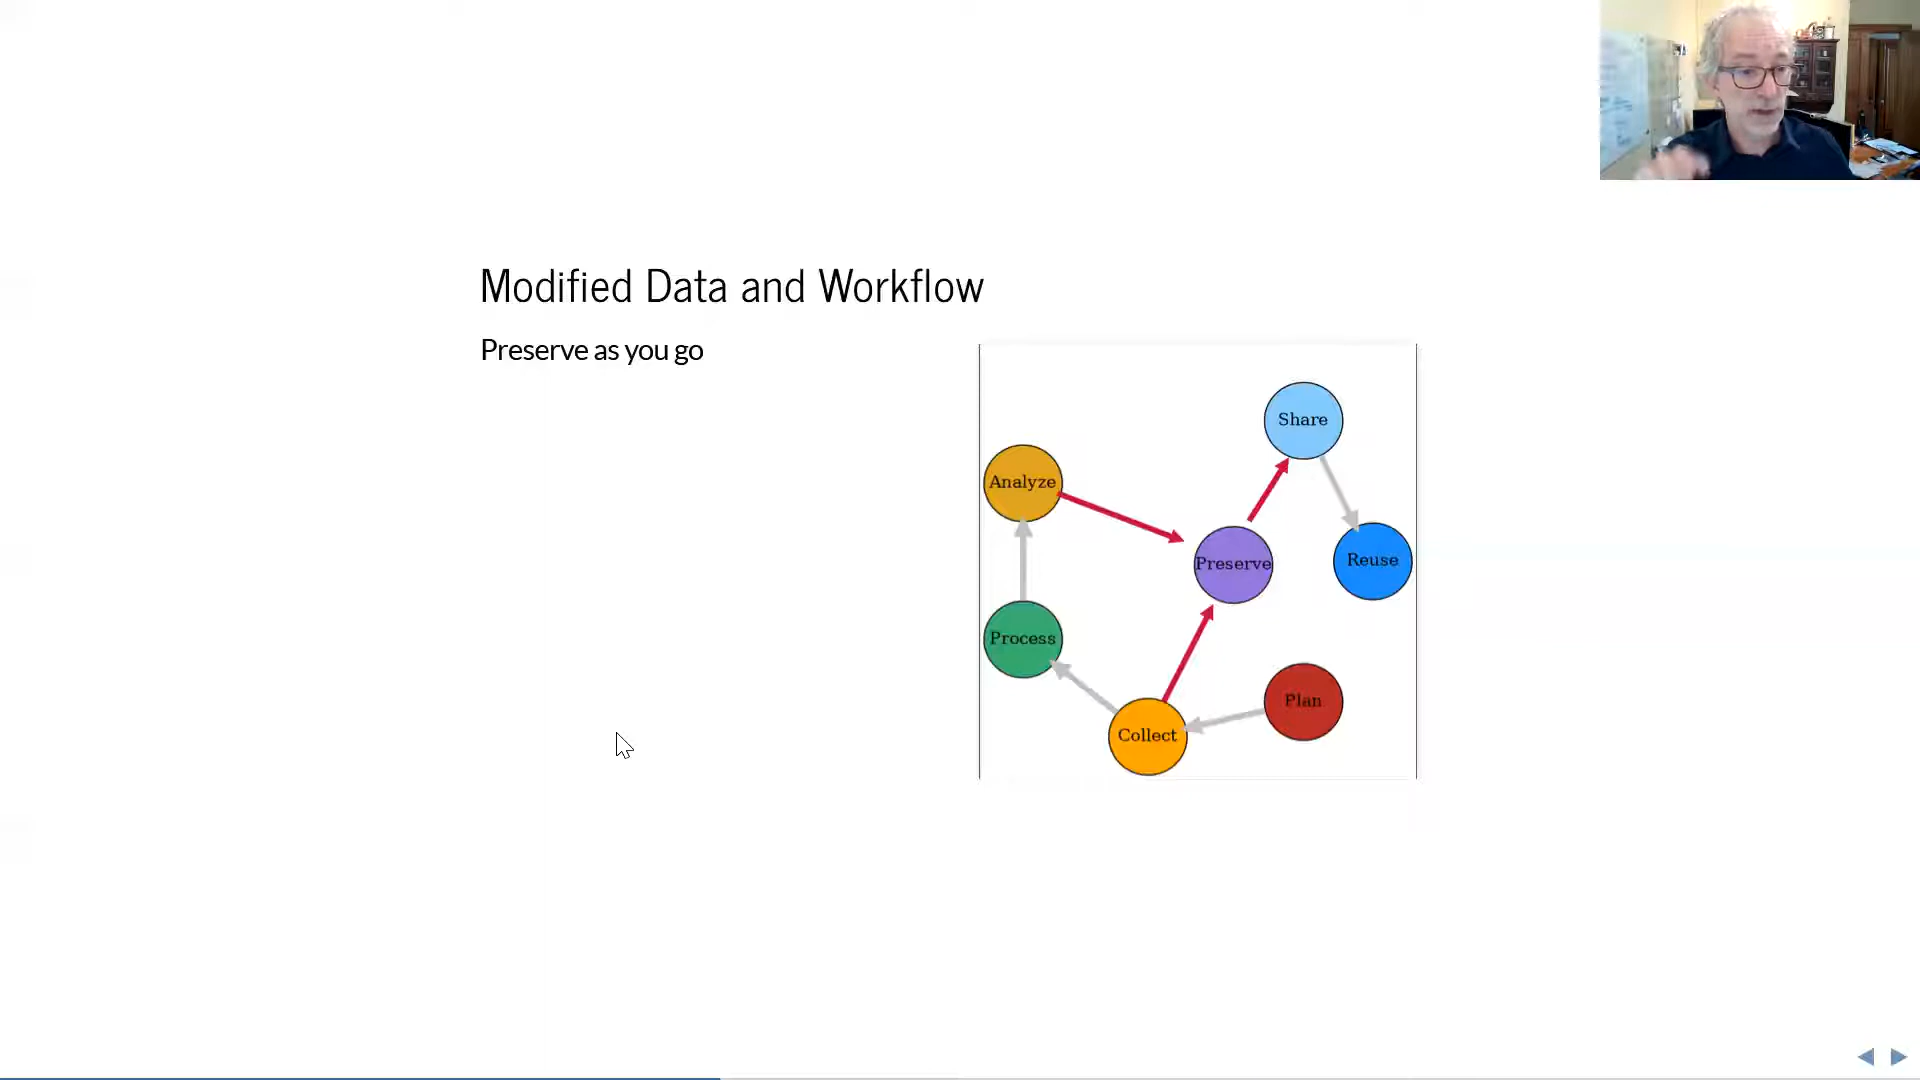 Modified Data and Workflow
Preserve as you go
Share
Analyze
Preserve
Reuse
Process
Plan
Collect